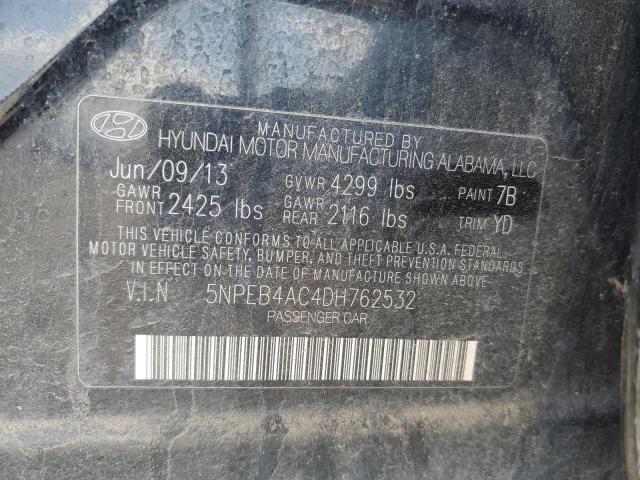 MANUFACTURED BY
HYUNDAI MOTOR MANUFACTURING ALABAMA, LLC
Jun/09/13 GVWR 4299 lbs PAINT 7B
GAWR FRONT 2425 lbs GAWR REAR 2116 lbs TRIM YD
THIS VEHICLE CONFORMS TO ALL APPLICABLE U.S.A. FEDERAL
MOTOR VEHICLE SAFETY, BUMPER, AND THEFT PREVENTION STANDARDS
IN EFFECT ON THE DATE OF MANUFACTURE SHOWN ABOVE.
V.I.N 5NPEB4AC4DH762532
PASSENGER CAR